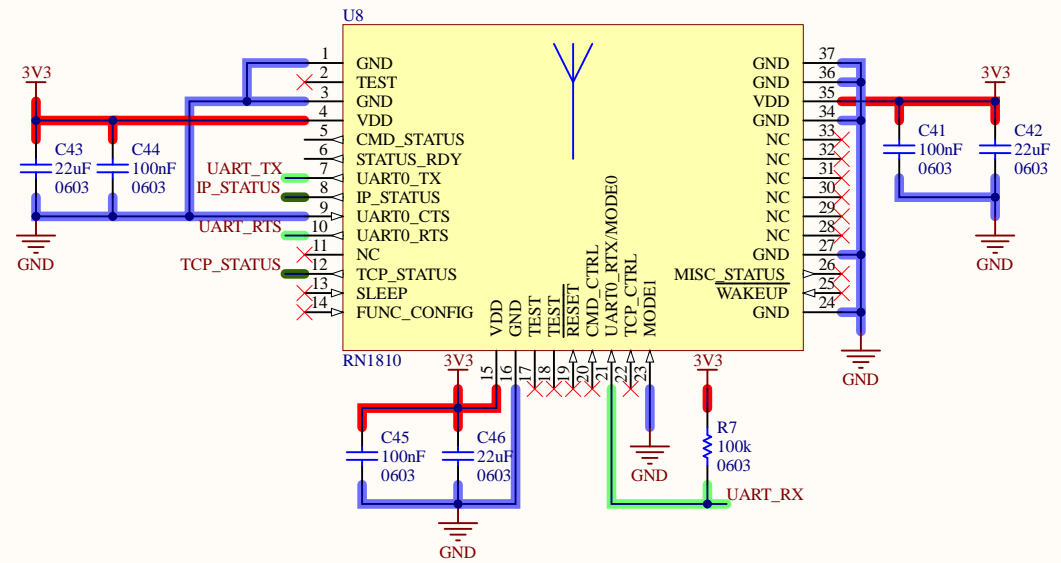 U8
3V3
C43
22uF
0603
C44
100nF
0603
GND
UART_TX
IP_STATUS
UART_RTS
TCP_STATUS
1 GND
2 TEST
3 GND
4 VDD
5 CMD_STATUS
6 STATUS_RDY
7 UART0_TX
8 IP_STATUS
9 UART0_CTS
10 UART0_RTS
11 NC
12 TCP_STATUS
13 SLEEP
14 FUNC_CONFIG
GND 37
GND 36
VDD 35
GND 34
NC 33
NC 32
NC 31
NC 30
NC 29
NC 28
GND 27
MISC_STATUS 26
WAKEUP 25
GND 24
3V3
C41
100nF
0603
C42
22uF
0603
GND
GND
VDD 15
GND 16
TEST 17
TEST 18
RESET 19
CMD_CTRL 20
UART0_RTX/MODE0 21
TCP_CTRL 22
MODE1 23
RN1810
3V3
C45
100nF
0603
C46
22uF
0603
GND
GND
3V3
R7
100k
0603
UART_RX